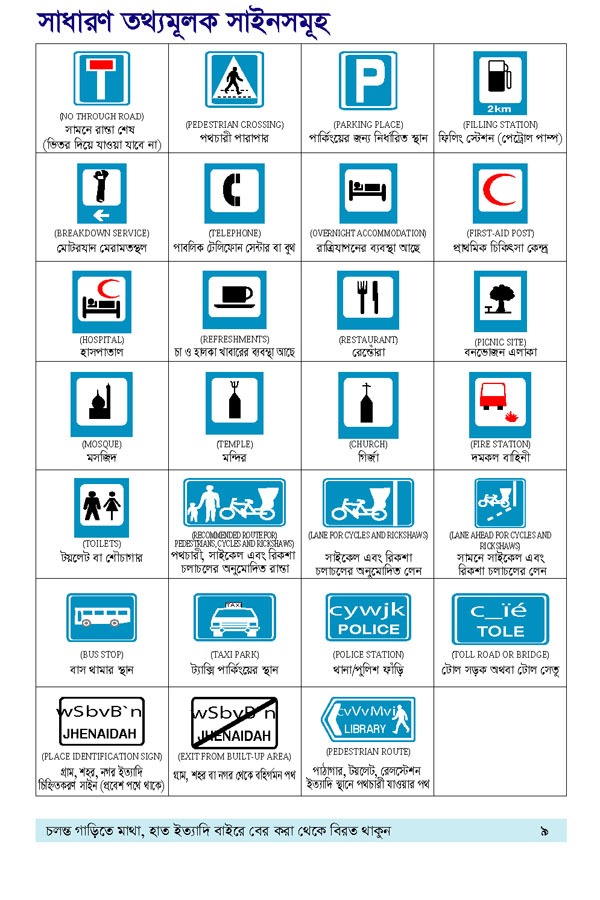 সাধারণ তথ্যমূলক সাইনসমূহ
(NO THROUGH ROAD)
সামনে রাস্তা শেষ
(ভিতর দিয়ে যাওয়া যাবে না)
(PEDESTRIAN CROSSING)
পথচারী পারাপার
P
(PARKING PLACE)
পার্কিংয়ের জন্য নির্ধারিত স্থান
2km
(FILLING STATION)
ফিলিং স্টেশন (পেট্রোল পাম্প)
(BREAKDOWN SERVICE)
মোটরযান মেরামতস্থল
(TELEPHONE)
পাবলিক টেলিফোন সেন্টার বা বুথ
(OVERNIGHT ACCOMMODATION)
রাত্রিযাপনের ব্যবস্থা আছে
(FIRST-AID POST)
প্রাথমিক চিকিৎসা কেন্দ্র
(HOSPITAL)
হাসপাতাল
(REFRESHMENTS)
চা ও হালকা খাবারের ব্যবস্থা আছে
(RESTAURANT)
রেস্তোঁরা
(PICNIC SITE)
বনভোজন এলাকা
(MOSQUE)
মসজিদ
(TEMPLE)
মন্দির
(CHURCH)
গির্জা
(FIRE STATION)
দমকল বাহিনী
(TOILETS)
টয়লেট বা শৌচাগার
(RECOMMENDED ROUTE FOR)
PEDESTRIANS, CYCLES AND RICKSHAWS)
পথচারী, সাইকেল এবং রিকশা
চলাচলের অনুমোদিত রাস্তা
(LANE FOR CYCLES AND RICKSHAWS)
সাইকেল এবং রিকশা
চলাচলের অনুমোদিত লেন
(LANE AHEAD FOR CYCLES AND
RICKSHAWS)
সামনে সাইকেল এবং
রিকশা চলাচলের লেন
(BUS STOP)
বাস থামার স্থান
TAXI
(TAXI PARK)
ট্যাক্সি পার্কিংয়ের স্থান
cywjk
POLICE
(POLICE STATION)
থানা/পুলিশ ফাঁড়ি
c_ïé
TOLE
(TOLL ROAD OR BRIDGE)
টোল সড়ক অথবা টোল সেতু
wSbvB`n
JHENAIDAH
(PLACE IDENTIFICATION SIGN)
গ্রাম, শহর, নগর ইত্যাদি
চিহ্নিতকরণ সাইন (প্রবেশ পথে থাকে)
wSbvB`n
JHENAIDAH
(EXIT FROM BUILT-UP AREA)
গ্রাম, শহর বা নগর থেকে বহির্গমন পথ
LIBRARY
(PEDESTRIAN ROUTE)
পাঠাগার, টয়লেট, রেলস্টেশন
ইত্যাদি স্থানে পথচারী যাওয়ার পথ
চলন্ত গাড়িতে মাথা, হাত ইত্যাদি বাইরে বের করা থেকে বিরত থাকুন
৯